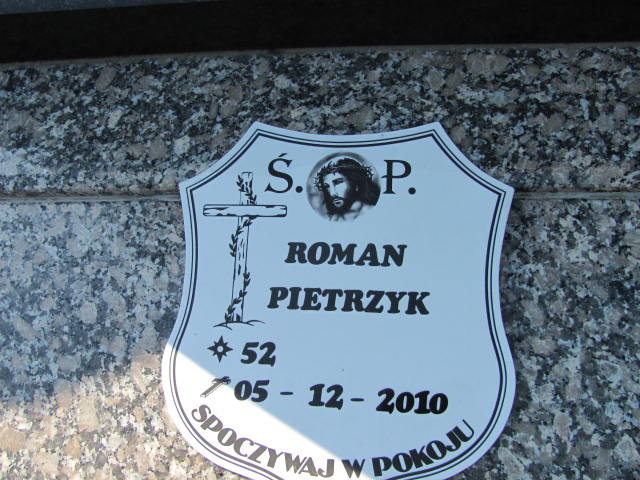 Ś. P.
ROMAN
PIETRZYK
52
05 - 12 - 2010
SPOCZYWAJ W POKOJU